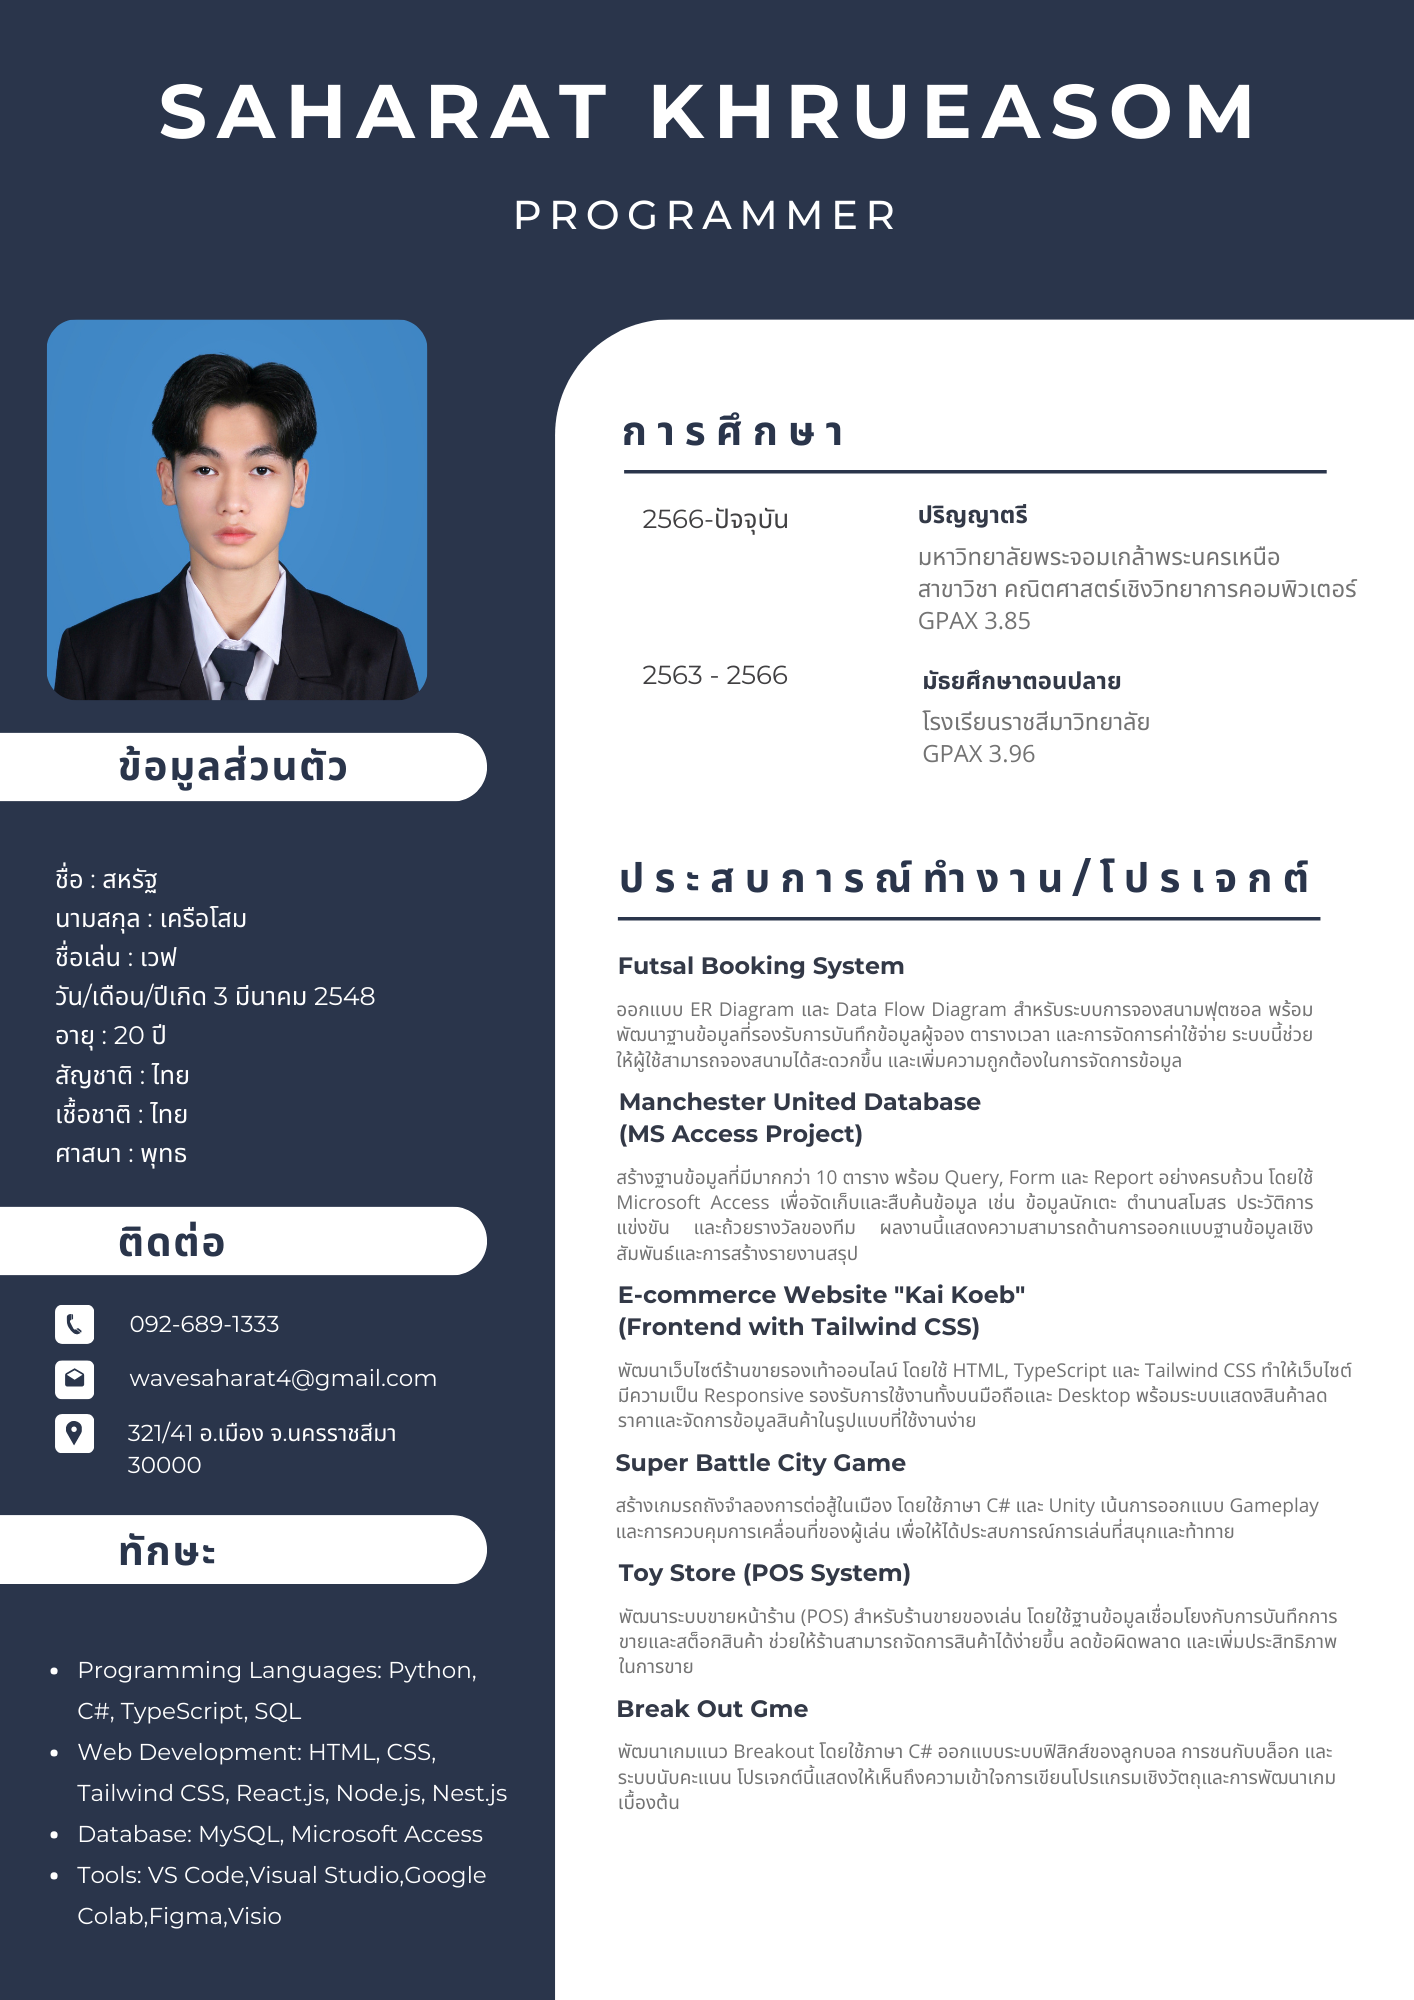 SAHARAT KHRUEASOM
PROGRAMMER
ข้อมูลส่วนตัว
ชื่อ : สหรัฐ
นามสกุล : เครือโสม
ชื่อเล่น : เวฟ
วัน/เดือน/ปีเกิด 3 มีนาคม 2548
อายุ : 20 ปี
สัญชาติ : ไทย
เชื้อชาติ : ไทย
ศาสนา : พุทธ
ติดต่อ
092-689-1333
wavesaharat4@gmail.com
321/41 อ.เมือง จ.นครราชสีมา
30000
ทักษะ
• Programming Languages: Python,
C#, TypeScript, SQL
• Web Development: HTML, CSS,
Tailwind CSS, React.js, Node.js, Nest.js
• Database: MySQL, Microsoft Access
• Tools: VS Code,Visual Studio,Google
Colab,Figma,Visio
การศึกษา
2566-ปัจจุบัน
ปริญญาตรี
มหาวิทยาลัยพระจอมเกล้าพระนครเหนือ
สาขาวิชา คณิตศาสตร์เชิงวิทยาการคอมพิวเตอร์
GPAX 3.85
2563 - 2566
มัธยศึกษาตอนปลาย
โรงเรียนราชสีมาวิทยาลัย
GPAX 3.96
ประสบการณ์ทำงาน/โปรเจกต์
Futsal Booking System
ออกแบบ ER Diagram และ Data Flow Diagram สำหรับระบบการจองสนามฟุตซอล พร้อม
พัฒนาฐานข้อมูลที่รองรับการบันทึกข้อมูลผู้จอง ตารางเวลา และการจัดการค่าใช้จ่าย ระบบนี้ช่วย
ให้ผู้ใช้สามารถจองสนามได้สะดวกขึ้น และเพิ่มความถูกต้องในการจัดการข้อมูล
Manchester United Database
(MS Access Project)
สร้างฐานข้อมูลที่มีมากกว่า 10 ตาราง พร้อม Query, Form และ Report อย่างครบถ้วน โดยใช้
Microsoft Access เพื่อจัดเก็บและสืบค้นข้อมูล เช่น ข้อมูลนักเตะ ตำนานสโมสร ประวัติการ
แข่งขัน และถ้วยรางวัลของทีม ผลงานนี้แสดงความสามารถด้านการออกแบบฐานข้อมูลเชิง
สัมพันธ์และการสร้างรายงานสรุป
E-commerce Website "Kai Koeb"
(Frontend with Tailwind CSS)
พัฒนาเว็บไซต์ร้านขายรองเท้าออนไลน์ โดยใช้ HTML, TypeScript และ Tailwind CSS ทำให้เว็บไซต์
มีความเป็น Responsive รองรับการใช้งานทั้งบนมือถือและ Desktop พร้อมระบบแสดงสินค้าลด
ราคาและจัดการข้อมูลสินค้าในรูปแบบที่ใช้งานง่าย
Super Battle City Game
สร้างเกมรถถังจำลองการต่อสู้ในเมือง โดยใช้ภาษา C# และ Unity เน้นการออกแบบ Gameplay
และการควบคุมการเคลื่อนที่ของผู้เล่น เพื่อให้ได้ประสบการณ์การเล่นที่สนุกและท้าทาย
Toy Store (POS System)
พัฒนาระบบขายหน้าร้าน (POS) สำหรับร้านขายของเล่น โดยใช้ฐานข้อมูลเชื่อมโยงกับการบันทึกการ
ขายและสต็อกสินค้า ช่วยให้ร้านสามารถจัดการสินค้าได้ง่ายขึ้น ลดข้อผิดพลาด และเพิ่มประสิทธิภาพ
ในการขาย
Break Out Gme
พัฒนาเกมแนว Breakout โดยใช้ภาษา C# ออกแบบระบบฟิสิกส์ของลูกบอล การชนกับบล็อก และ
ระบบนับคะแนน โปรเจกต์นี้แสดงให้เห็นถึงความเข้าใจการเขียนโปรแกรมเชิงวัตถุและการพัฒนาเกม
เบื้องต้น